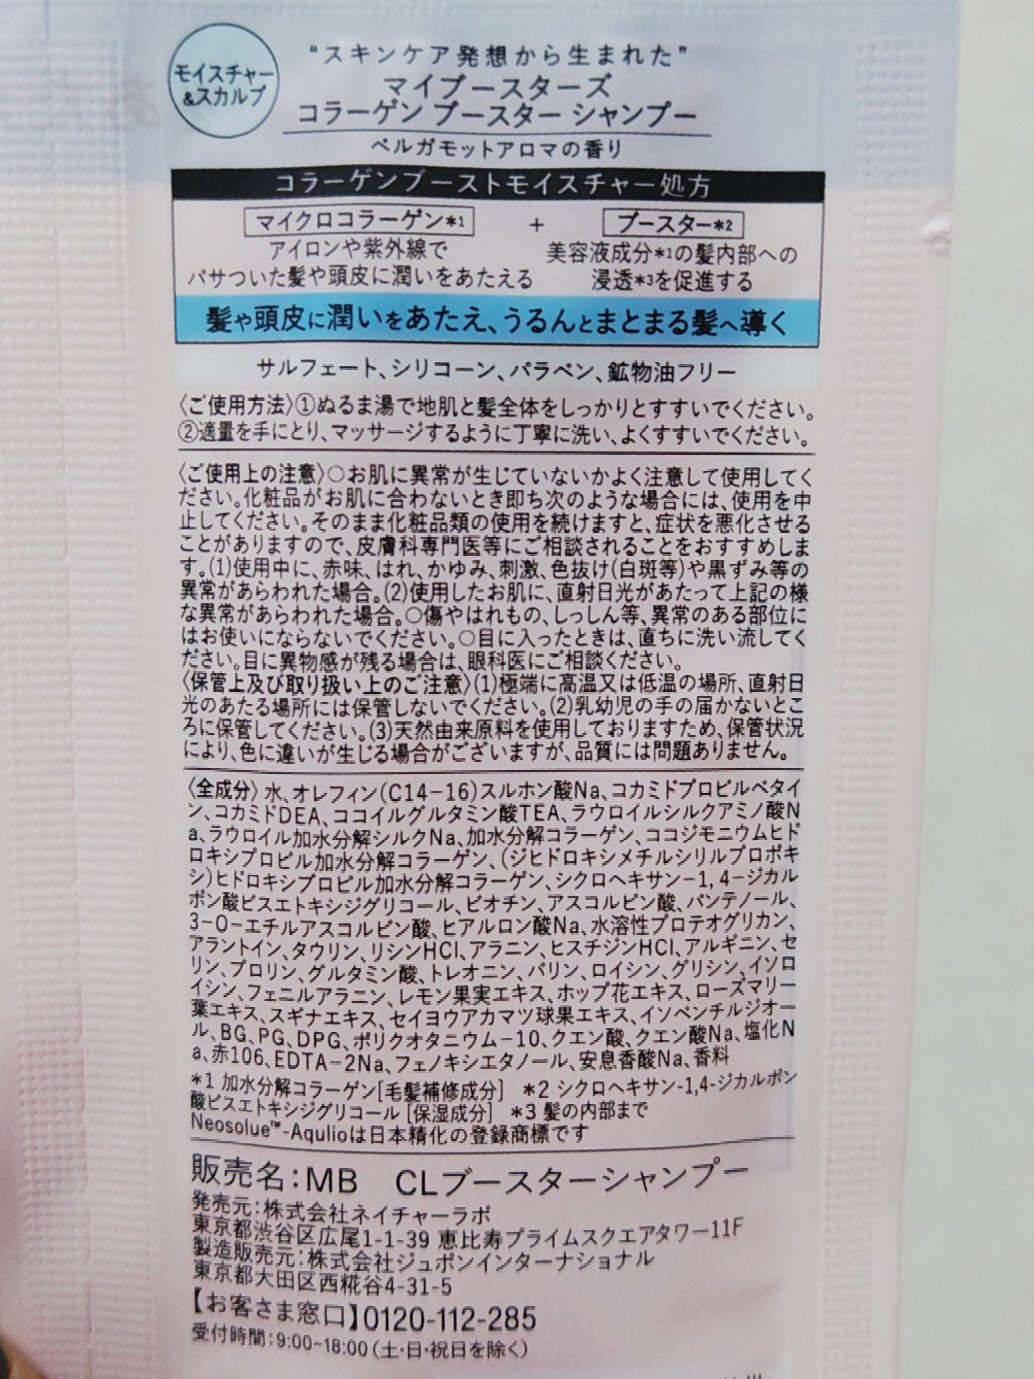 モイスチャー
&スカルプ
"スキンケア発想から生まれた"
マイブースターズ
コラーゲン ブースター シャンプー
ベルガモットアロマの香り
コラーゲンブーストモイスチャー処方
マイクロコラーゲン*1 + ブースター*2
アイロンや紫外線で
パサついた髪や頭皮に潤いをあたえる
美容液成分*1の髪内部への
浸透*3を促進する
髪や頭皮に潤いをあたえ、うるんとまとまる髪へ導く
サルフェート、シリコーン、パラベン、鉱物油フリー
〈ご使用方法〉①ぬるま湯で地肌と髪全体をしっかりとすすいでください。
②適量を手にとり、マッサージするように丁寧に洗い、よくすすいでください。
〈ご使用上の注意〉○お肌に異常が生じていないかよく注意して使用してく
ださい。化粧品がお肌に合わないとき即ち次のような場合には、使用を中
止してください。そのまま化粧品類の使用を続けますと、症状を悪化させる
ことがありますので、皮膚科専門医等にご相談されることをおすすめしま
す。(1)使用中に、赤味、はれ、かゆみ、刺激、色抜け(白斑等)や黒ずみ等の
異常があらわれた場合。(2)使用したお肌に、直射日光があたって上記の様
な異常があらわれた場合。○傷やはれもの、しっしん等、異常のある部位に
はお使いにならないでください。○目に入ったときは、直ちに洗い流してく
ださい。目に異物感が残る場合は、眼科医にご相談ください。
〈保管上及び取り扱い上のご注意〉(1)極端に高温又は低温の場所、直射日
光のあたる場所には保管しないでください。(2)乳幼児の手の届かないとこ
ろに保管してください。(3)天然由来原料を使用しておりますため、保管状況
により、色に違いが生じる場合がございますが、品質には問題ありません。
〈全成分〉水、オレフィン(C14-16)スルホン酸Na、コカミドプロピルベタイ
ン、コカミドDEA、ココイルグルタミン酸TEA、ラウロイルシルクアミノ酸N
a、ラウロイル加水分解シルクNa、加水分解コラーゲン、ココジモニウムヒド
ロキシプロピル加水分解コラーゲン、(ジヒドロキシメチルシリルプロポキ
シ)ヒドロキシプロピル加水分解コラーゲン、シクロヘキサン-1,4-ジカル
ボン酸ビスエトキシジグリコール、ビオチン、アスコルビン酸、パンテノール、
3-O-エチルアスコルビン酸、ヒアルロン酸Na、水溶性プロテオグリカン、
アラントイン、タウリン、リシンHCl、アラニン、ヒスチジンHCl、アルギニン、セ
リン、プロリン、グルタミン酸、トレオニン、バリン、ロイシン、グリシン、イソロ
イシン、フェニルアラニン、レモン果実エキス、ホップ花エキス、ローズマリー
葉エキス、スギナエキス、セイヨウアカマツ球果エキス、イソペンチルジオー
ル、BG、PG、DPG、ポリクオタニウム-10、クエン酸、クエン酸Na、塩化N
a、赤106、EDTA-2Na、フェノキシエタノール、安息香酸Na、香料
*1 加水分解コラーゲン[毛髪補修成分] *2 シクロヘキサン-1,4-ジカルボン
酸ビスエトキシジグリコール [保湿成分] *3 髪の内部まで
Neosolue™-Aqulioは日本精化の登録商標です
販売名:MB CLブースターシャンプー
発売元:株式会社ネイチャーラボ
東京都渋谷区広尾1-1-39 恵比寿プライムスクエアタワー11F
製造販売元:株式会社ジュポンインターナショナル
東京都大田区西糀谷4-31-5
【お客さま窓口】0120-112-285
受付時間:9:00~18:00(土・日・祝日を除く)